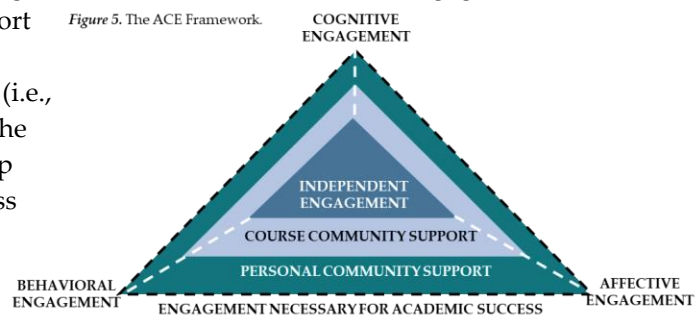 ort
Figure 5. The ACE Framework.
COGNITIVE
ENGAGEMENT
(i.e.,
he
p
ss
INDEPENDENT
ENGAGEMENT
COURSE COMMUNITY SUPPORT
PERSONAL COMMUNITY SUPPORT
BEHAVIORAL
ENGAGEMENT
AFFECTIVE
ENGAGEMENT
ENGAGEMENT NECESSARY FOR ACADEMIC SUCCESS